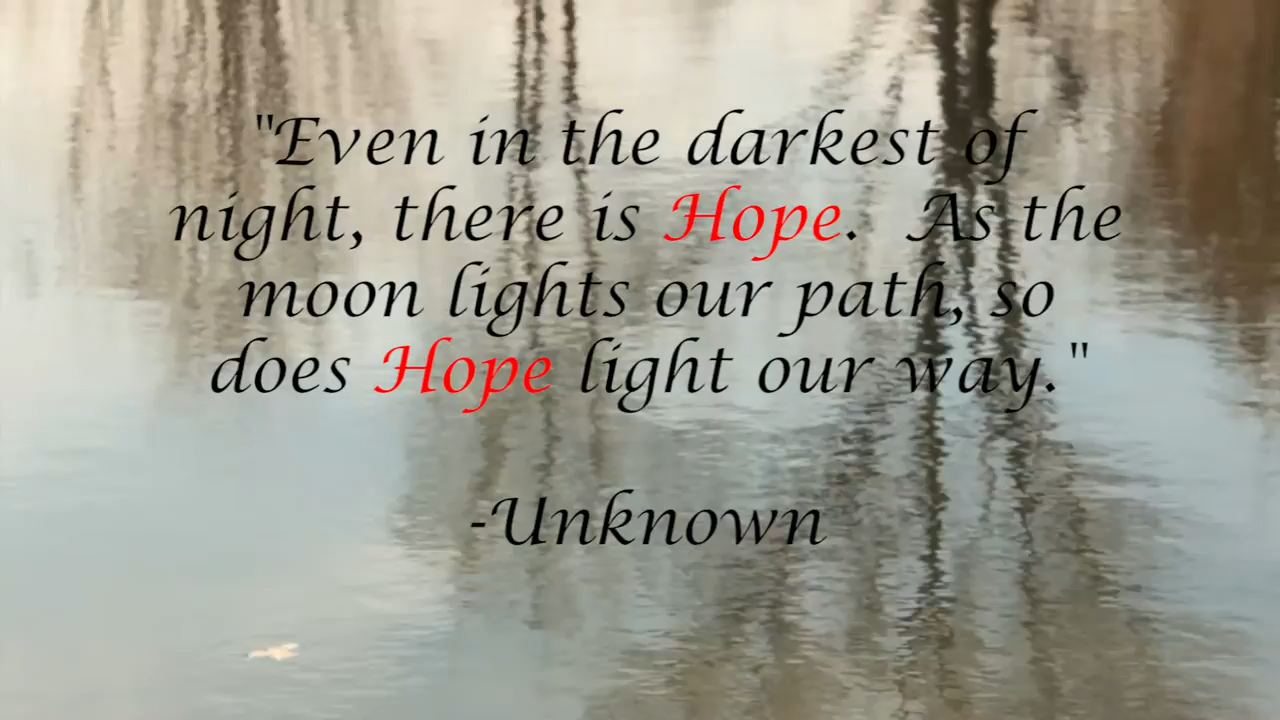 "Even in the darkest of
night, there is Hope.  As the
moon lights our path, so
does Hope light our way."
-Unknown